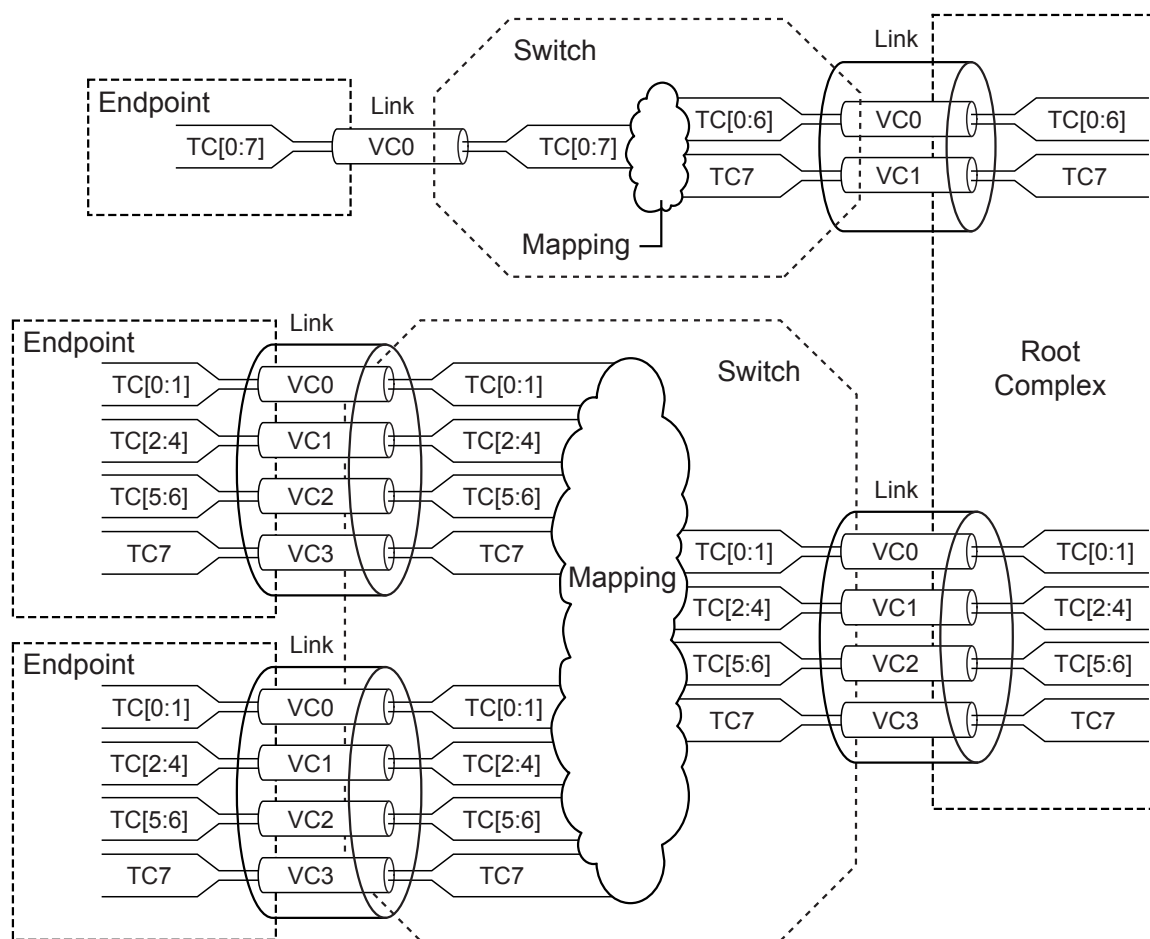 Switch
Link
Endpoint
Link
TC[0:7]
VC0
TC[0:7]
TC[0:6]
VC0
TC[0:6]
TC7
VC1
TC7
Mapping
Endpoint
Link
TC[0:1]
VC0
TC[0:1]
TC[2:4]
VC1
TC[2:4]
TC[5:6]
VC2
TC[5:6]
TC7
VC3
TC7
Switch
Root
Complex
Mapping
Link
TC[0:1]
VC0
TC[0:1]
TC[2:4]
VC1
TC[2:4]
TC[5:6]
VC2
TC[5:6]
TC7
VC3
TC7
Endpoint
Link
TC[0:1]
VC0
TC[0:1]
TC[2:4]
VC1
TC[2:4]
TC[5:6]
VC2
TC[5:6]
TC7
VC3
TC7